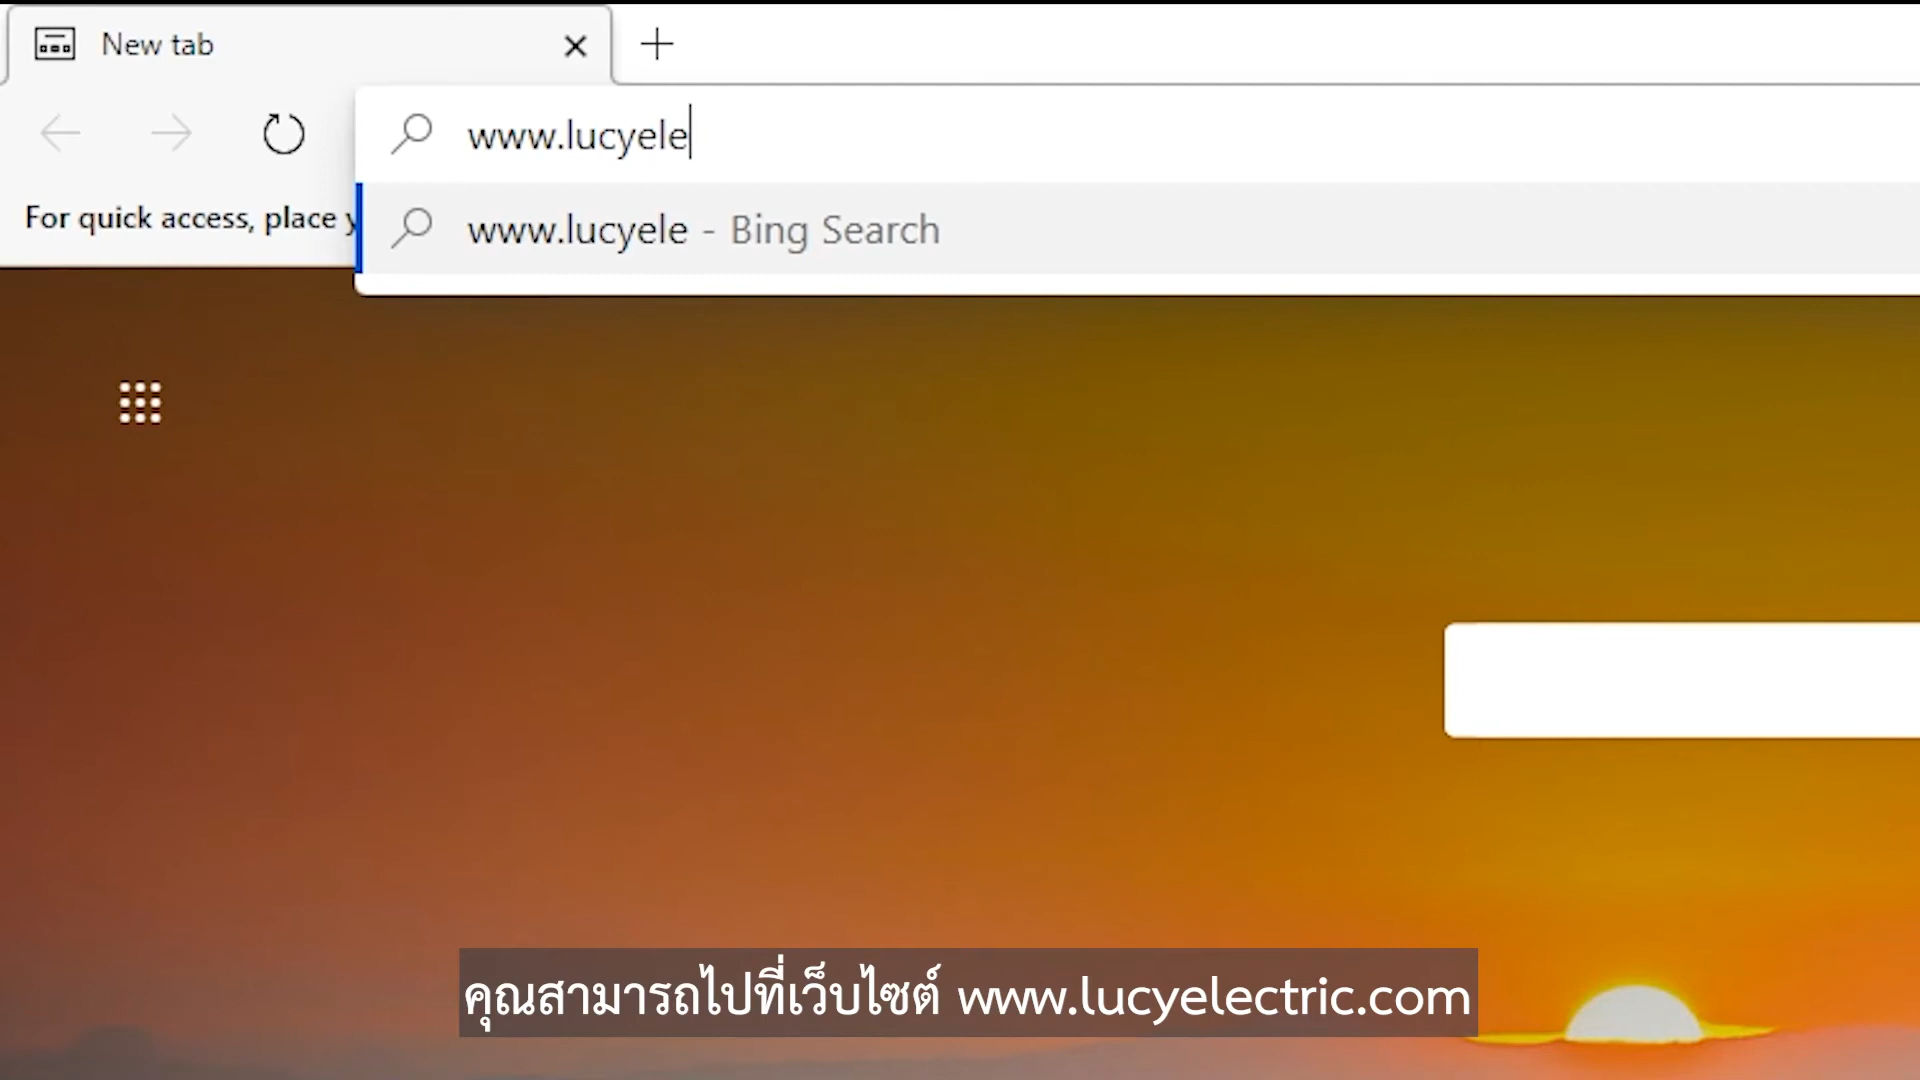 New tab
www.lucyele
For quick access, place y
www.lucyele - Bing Search
คุณสามารถไปที่เว็บไซต์ www.lucyelectric.com